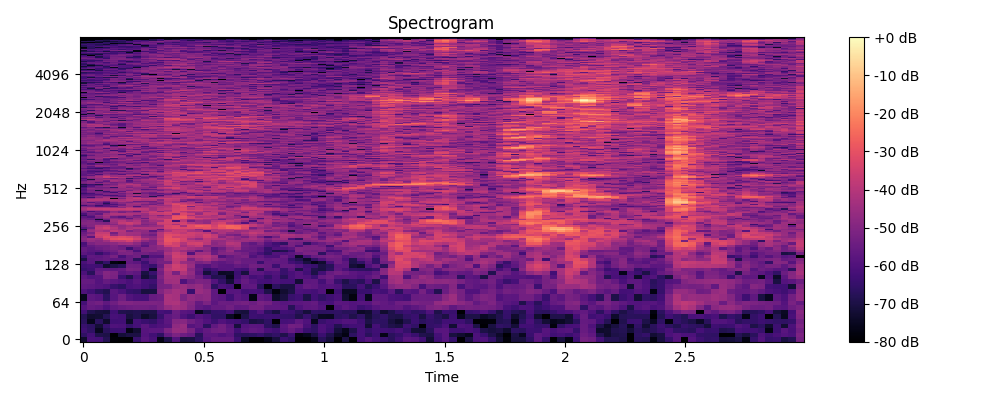 Spectrogram
Hz
4096
2048
1024
512
256
128
64
0
0 0.5 1 1.5 2 2.5
Time
+0 dB
-10 dB
-20 dB
-30 dB
-40 dB
-50 dB
-60 dB
-70 dB
-80 dB